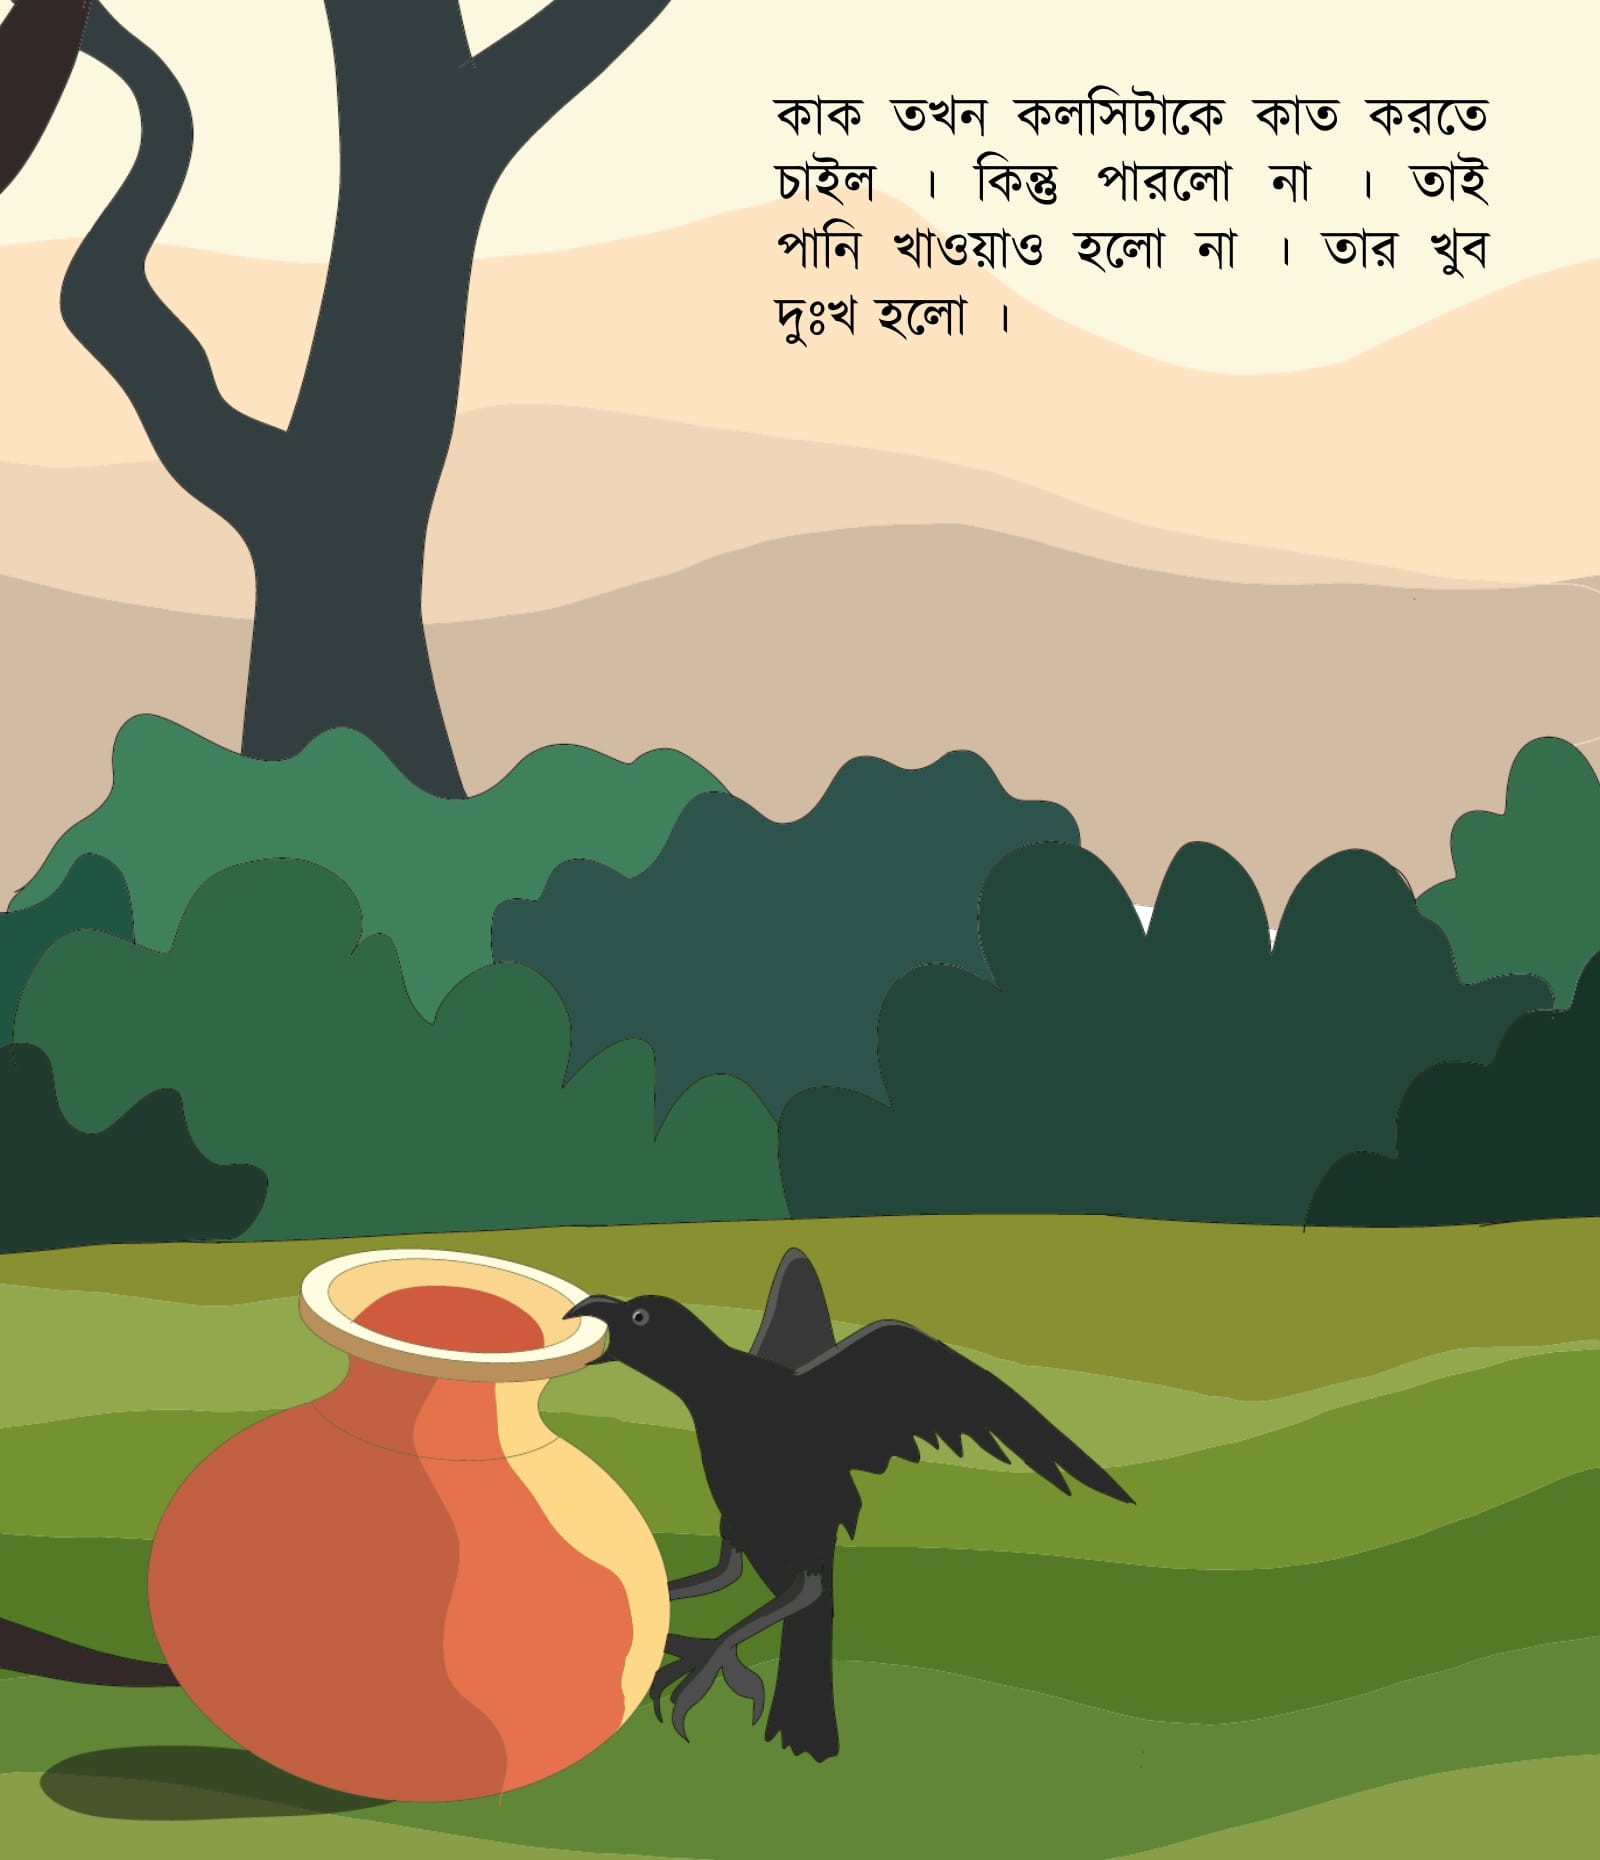 কাক তখন কলসিটাকে কাত করতে
চাইল । কিন্তু পারলো না । তাই
পানি খাওয়াও হলো না । তার খুব
দুঃখ হলো ।